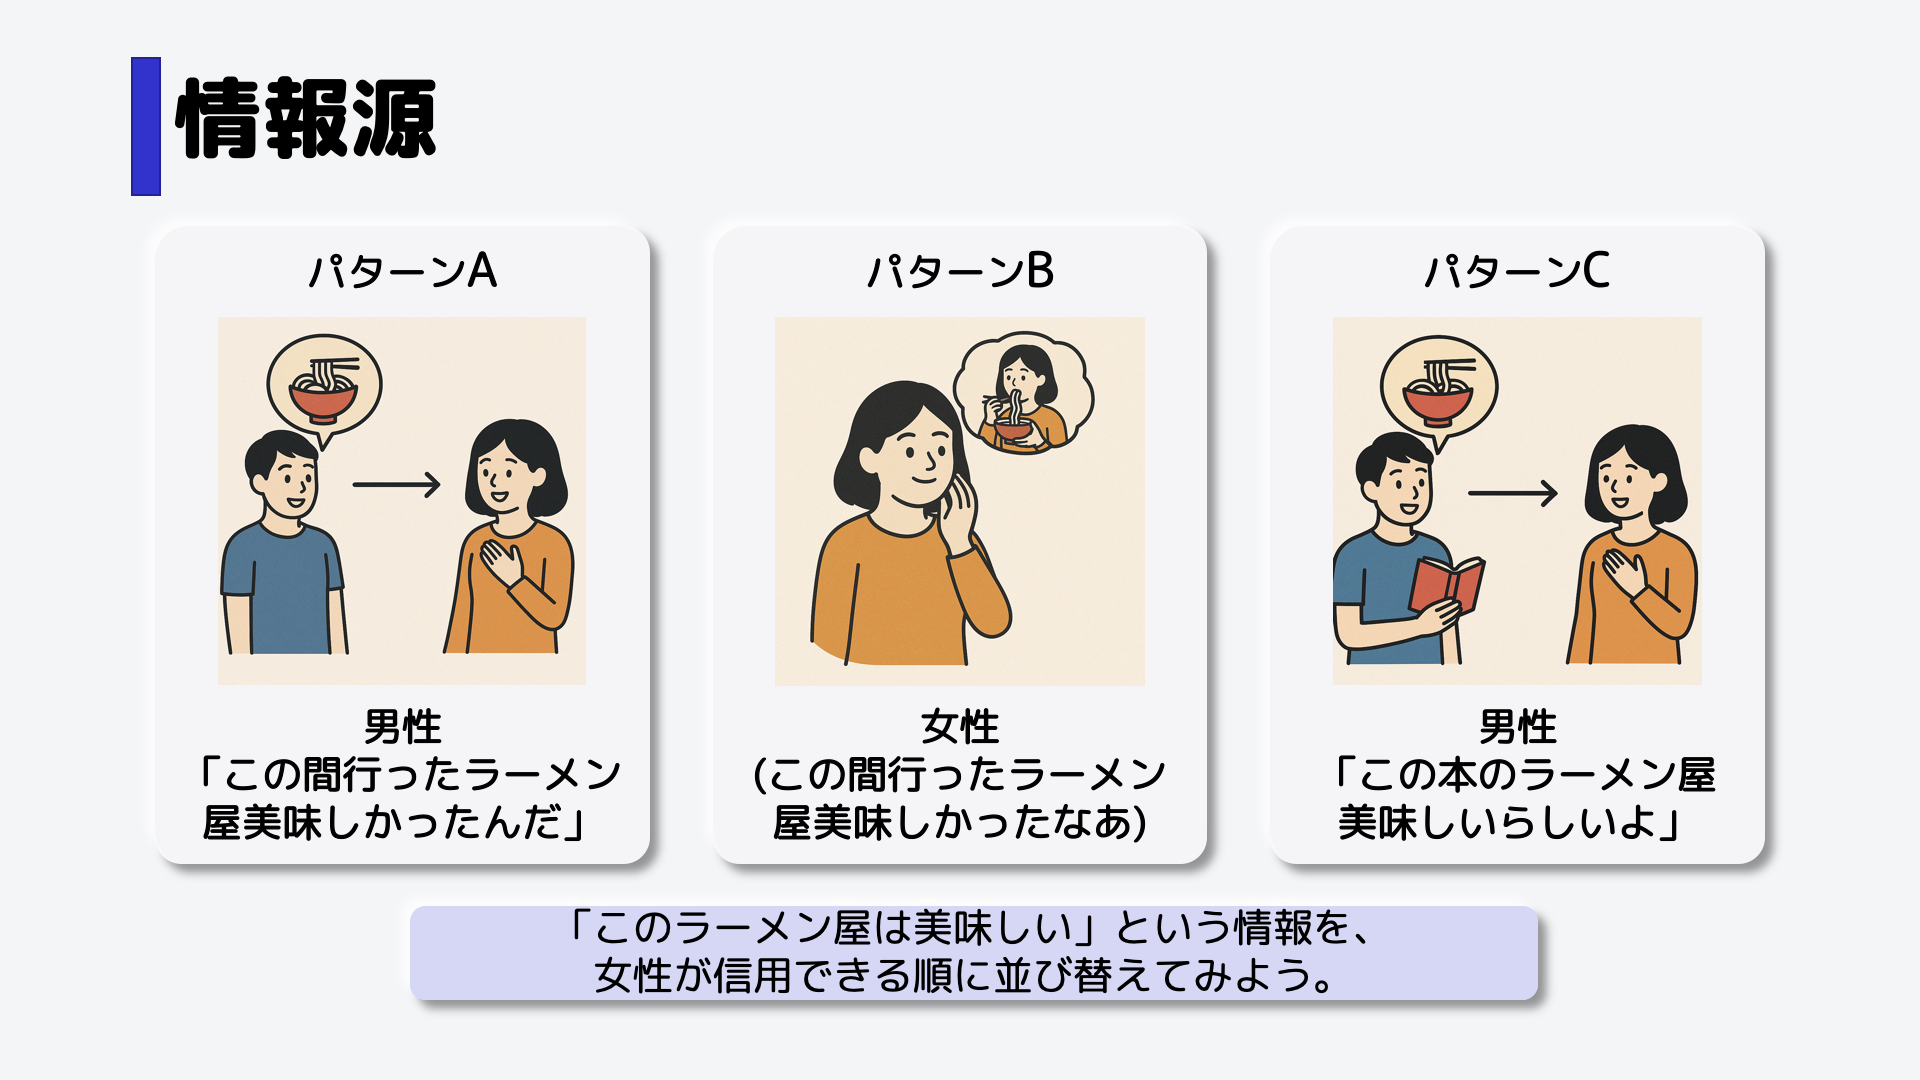 情報源
パターンA
男性
「この間行ったラーメン
屋美味しかったんだ」
パターンB
女性
(この間行ったラーメン
屋美味しかったなあ)
パターンC
男性
「この本のラーメン屋
美味しいらしいよ」
「このラーメン屋は美味しい」という情報を、
女性が信用できる順に並び替えてみよう。